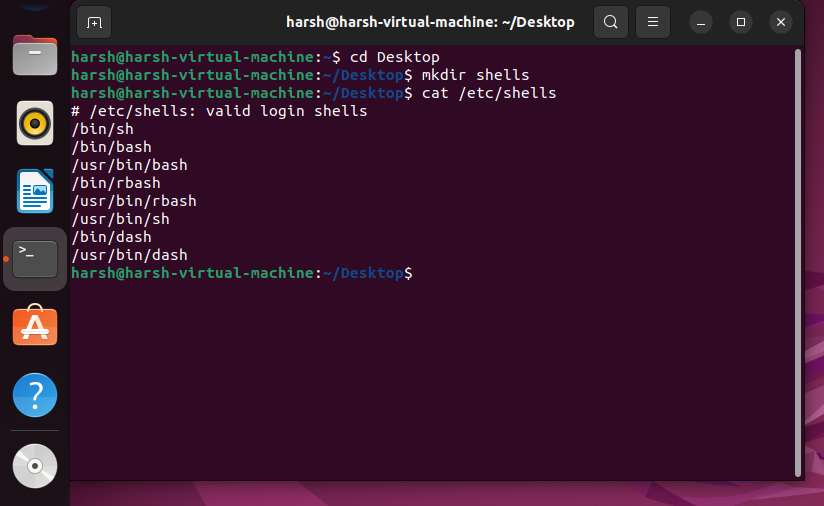 harsh@harsh-virtual-machine: ~/Desktop
harsh@harsh-virtual-machine:~$ cd Desktop
harsh@harsh-virtual-machine:~/Desktop$ mkdir shells
harsh@harsh-virtual-machine:~/Desktop$ cat /etc/shells
# /etc/shells: valid login shells
/bin/sh
/bin/bash
/usr/bin/bash
/bin/rbash
/usr/bin/rbash
/usr/bin/sh
/bin/dash
/usr/bin/dash
harsh@harsh-virtual-machine:~/Desktop$
>_
?